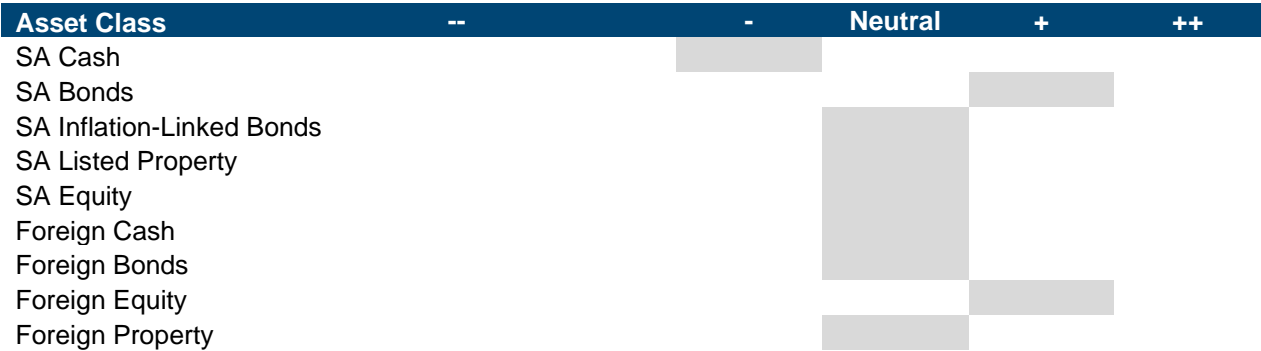 Asset Class -- - Neutral + ++
SA Cash
SA Bonds
SA Inflation-Linked Bonds
SA Listed Property
SA Equity
Foreign Cash
Foreign Bonds
Foreign Equity
Foreign Property